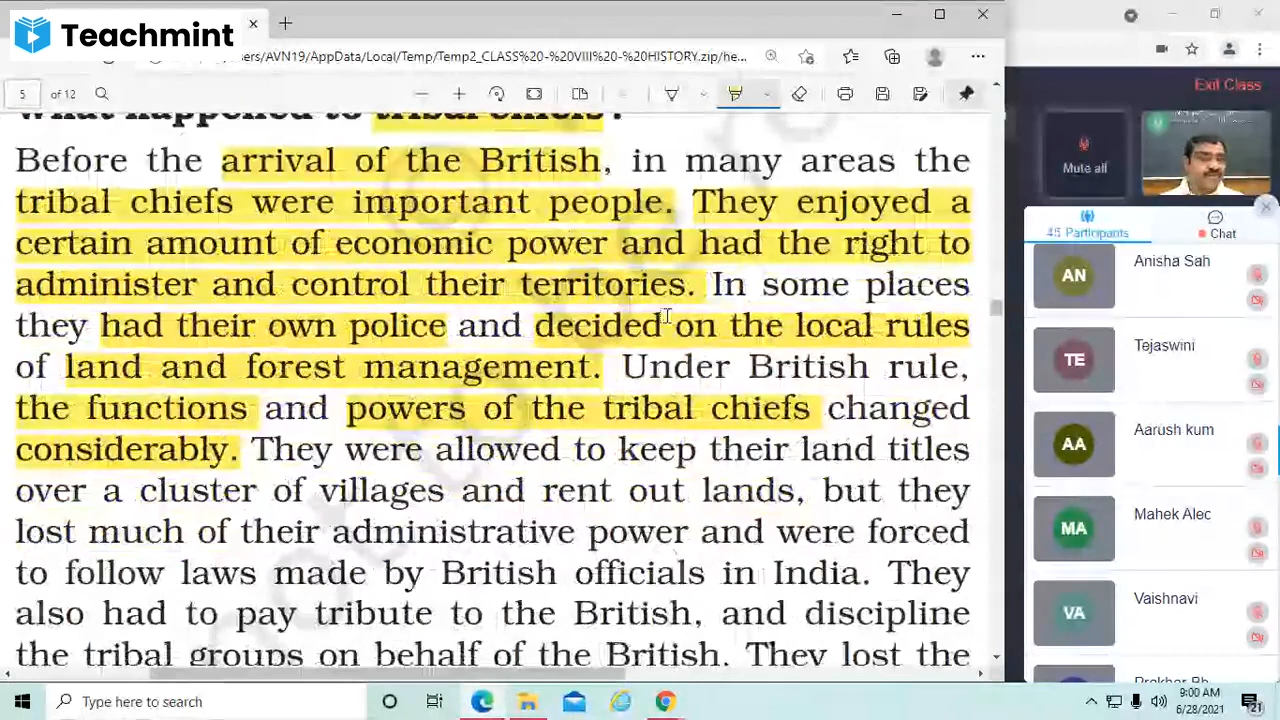 Teachmint
/AVN19/AppData/Local/Temp/Temp2_CLASS%20-%20VIII%20-%20HISTORY.zip/he...
5 of 12
Exit Class
Mute all
45 Participants
Chat
what happened to tribal chiefs?
Before the arrival of the British, in many areas the
tribal chiefs were important people. They enjoyed a
certain amount of economic power and had the right to
administer and control their territories. In some places
they had their own police and decided on the local rules
of land and forest management. Under British rule,
the functions and powers of the tribal chiefs changed
considerably. They were allowed to keep their land titles
over a cluster of villages and rent out lands, but they
lost much of their administrative power and were forced
to follow laws made by British officials in India. They
also had to pay tribute to the British, and discipline
the tribal groups on behalf of the British. They lost the
AN Anisha Sah
TE Tejaswini
AA Aarush kum
MA Mahek Alec
VA Vaishnavi
Prakhar Bh
Type here to search
9:00 AM
6/28/2021
21